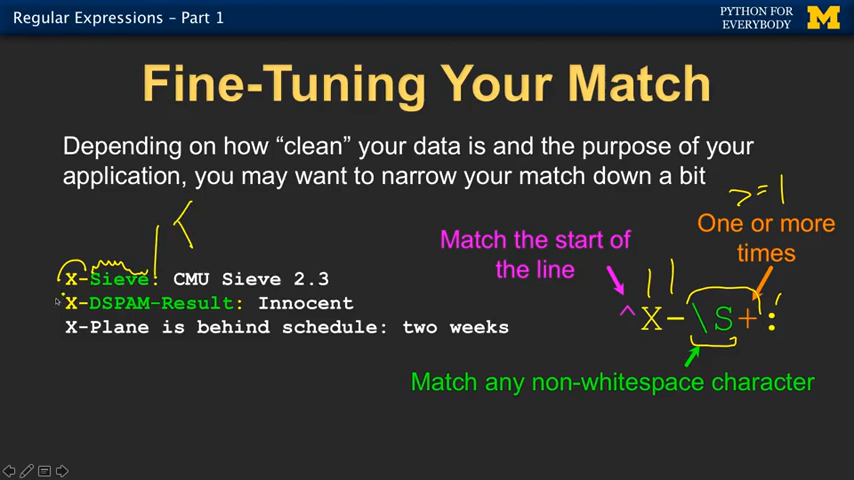 Regular Expressions – Part 1
PYTHON FOR
EVERYBODY
M
Fine-Tuning Your Match
Depending on how “clean” your data is and the purpose of your
application, you may want to narrow your match down a bit
>=1
Match the start of
the line
One or more
times
X-Sieve: CMU Sieve 2.3
X-DSPAM-Result: Innocent
X-Plane is behind schedule: two weeks
^X-\S+:
Match any non-whitespace character